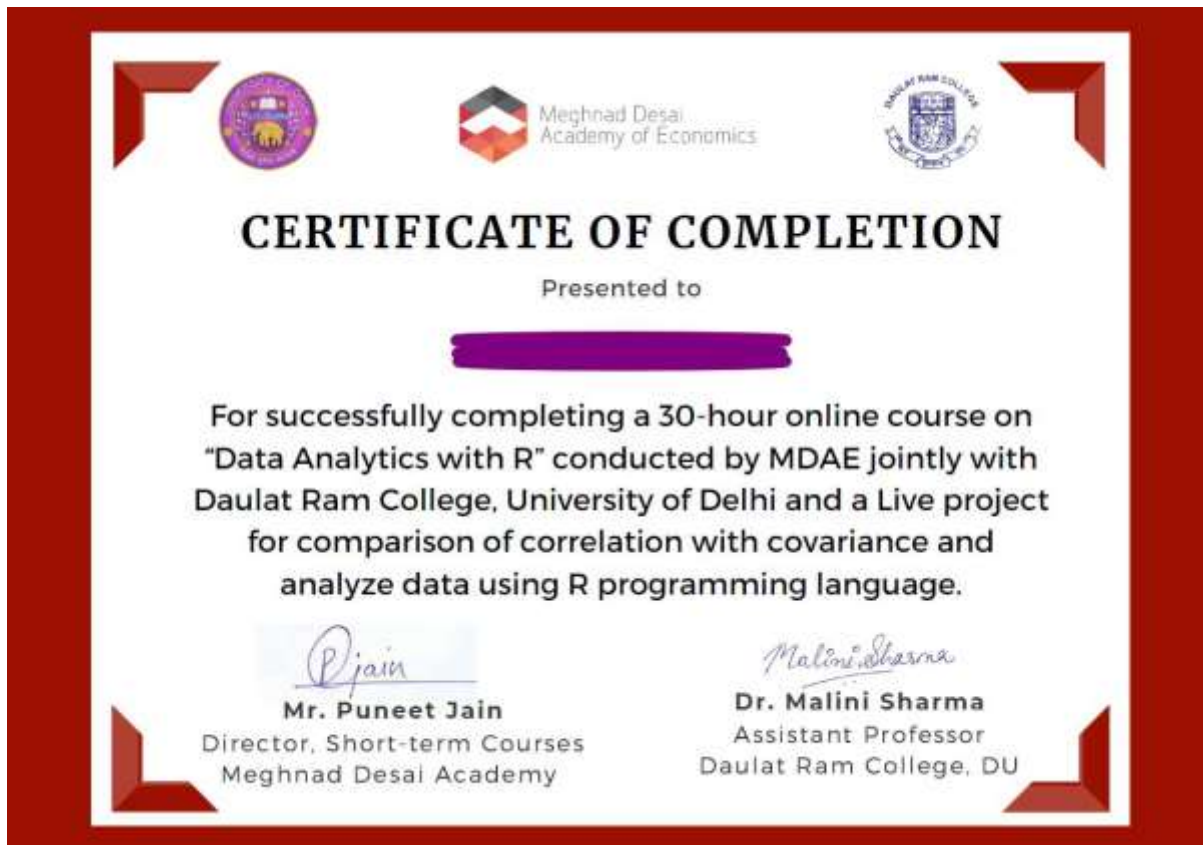 Meghnad Desai
Academy of Economics
DAULAT RAM COLLEGE
CERTIFICATE OF COMPLETION
Presented to
For successfully completing a 30-hour online course on
“Data Analytics with R” conducted by MDAE jointly with
Daulat Ram College, University of Delhi and a Live project
for comparison of correlation with covariance and
analyze data using R programming language.
Pjain
Malini Sharma
Mr. Puneet Jain
Director, Short-term Courses
Meghnad Desai Academy
Dr. Malini Sharma
Assistant Professor
Daulat Ram College, DU